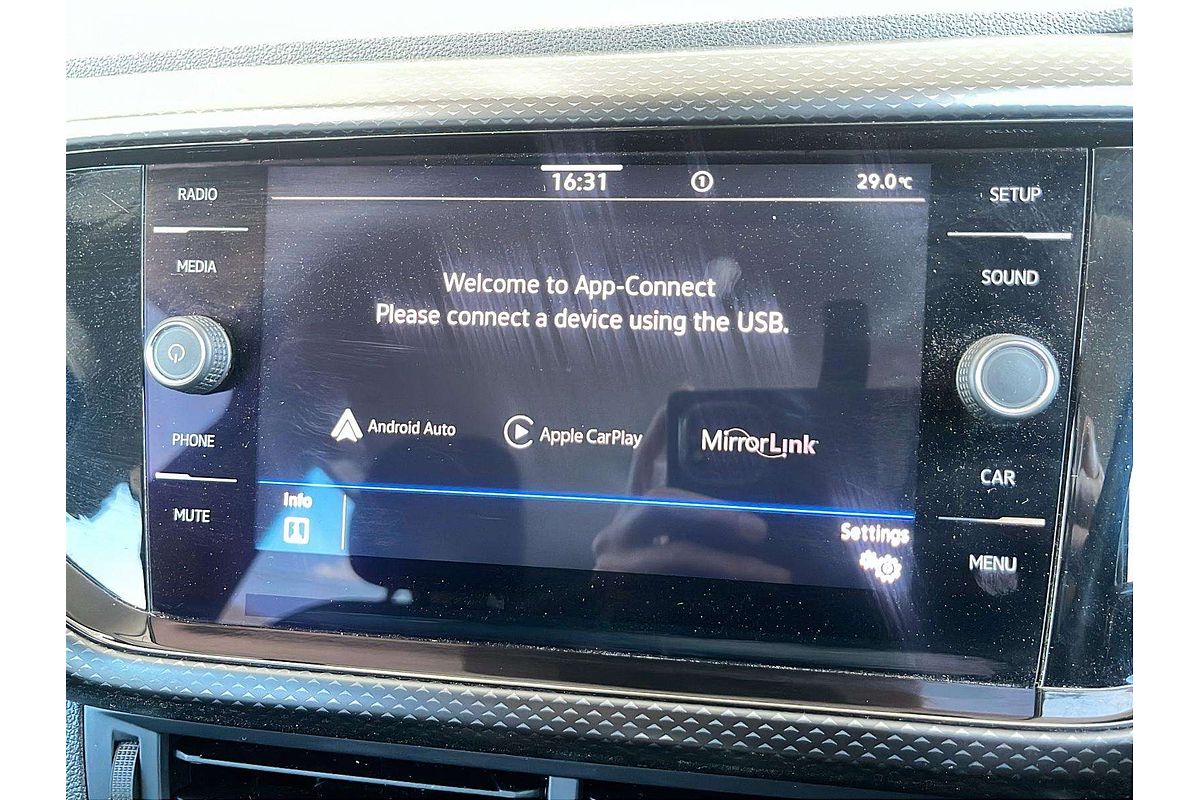 16:31 1 29.0°C
RADIO
MEDIA
PHONE
MUTE
Welcome to App-Connect
Please connect a device using the USB.
Android Auto
Apple CarPlay
MirrorLink
Info
Settings
SETUP
SOUND
CAR
MENU